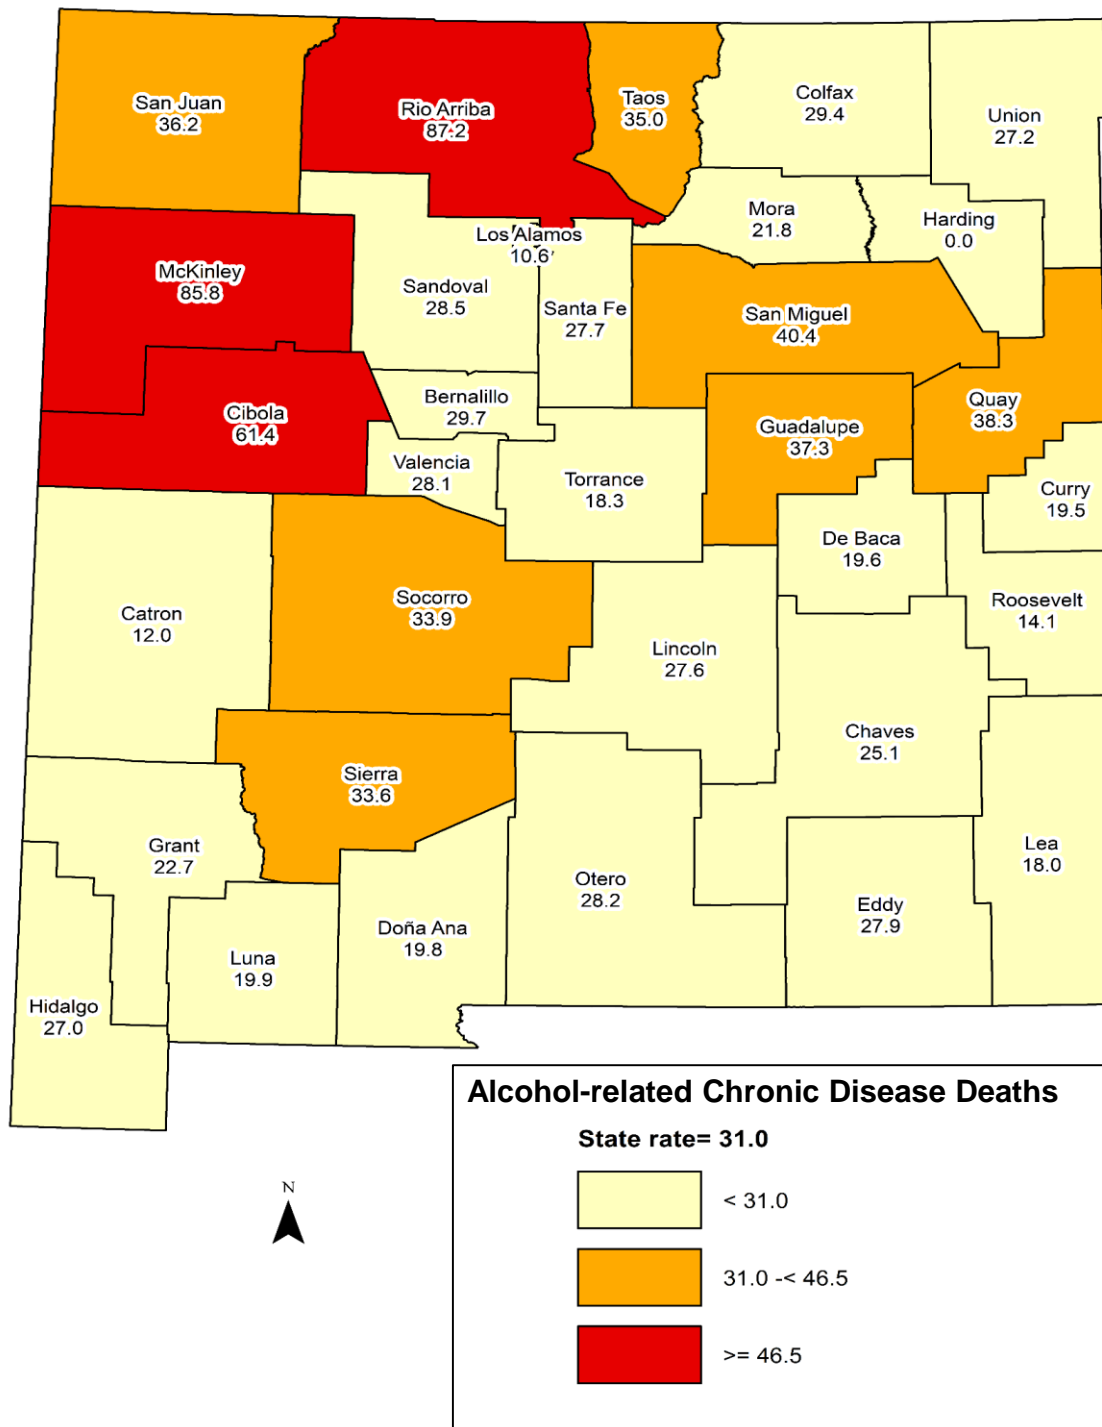 San Juan
36.2
Rio Arriba
87.2
Taos
35.0
Colfax
29.4
Union
27.2
Mora
21.8
Harding
0.0
Los Alamos
10.6
McKinley
85.8
Sandoval
28.5
Santa Fe
27.7
San Miguel
40.4
Cibola
61.4
Bernalillo
29.7
Guadalupe
37.3
Quay
38.3
Valencia
28.1
Torrance
18.3
Curry
19.5
De Baca
19.6
Catron
12.0
Socorro
33.9
Roosevelt
14.1
Lincoln
27.6
Chaves
25.1
Sierra
33.6
Grant
22.7
Lea
18.0
Otero
28.2
Eddy
27.9
Doña Ana
19.8
Luna
19.9
Hidalgo
27.0
Alcohol-related Chronic Disease Deaths
State rate= 31.0
< 31.0
31.0 -< 46.5
>= 46.5
N